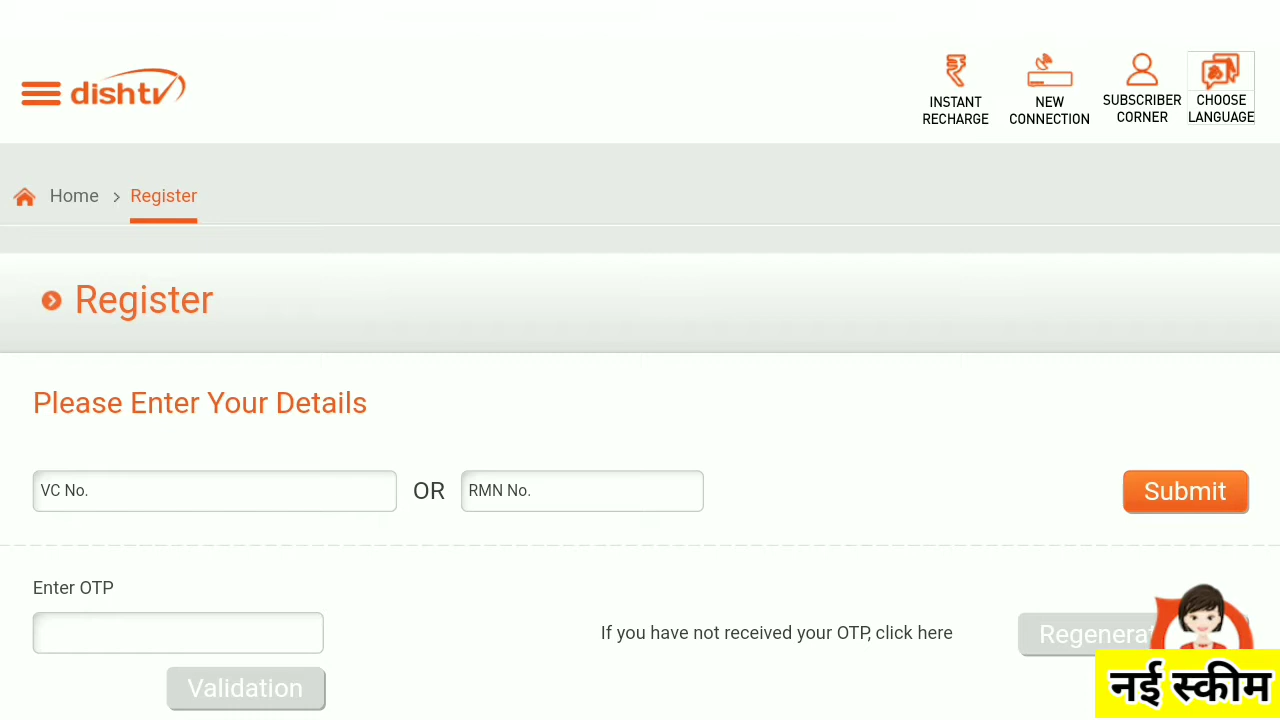 dishtv
INSTANT
RECHARGE
NEW
CONNECTION
SUBSCRIBER
CORNER
CHOOSE
LANGUAGE
Home
Register
Register
Please Enter Your Details
VC No.
OR
RMN No.
Submit
Enter OTP
If you have not received your OTP, click here
Validation
नई स्कीम